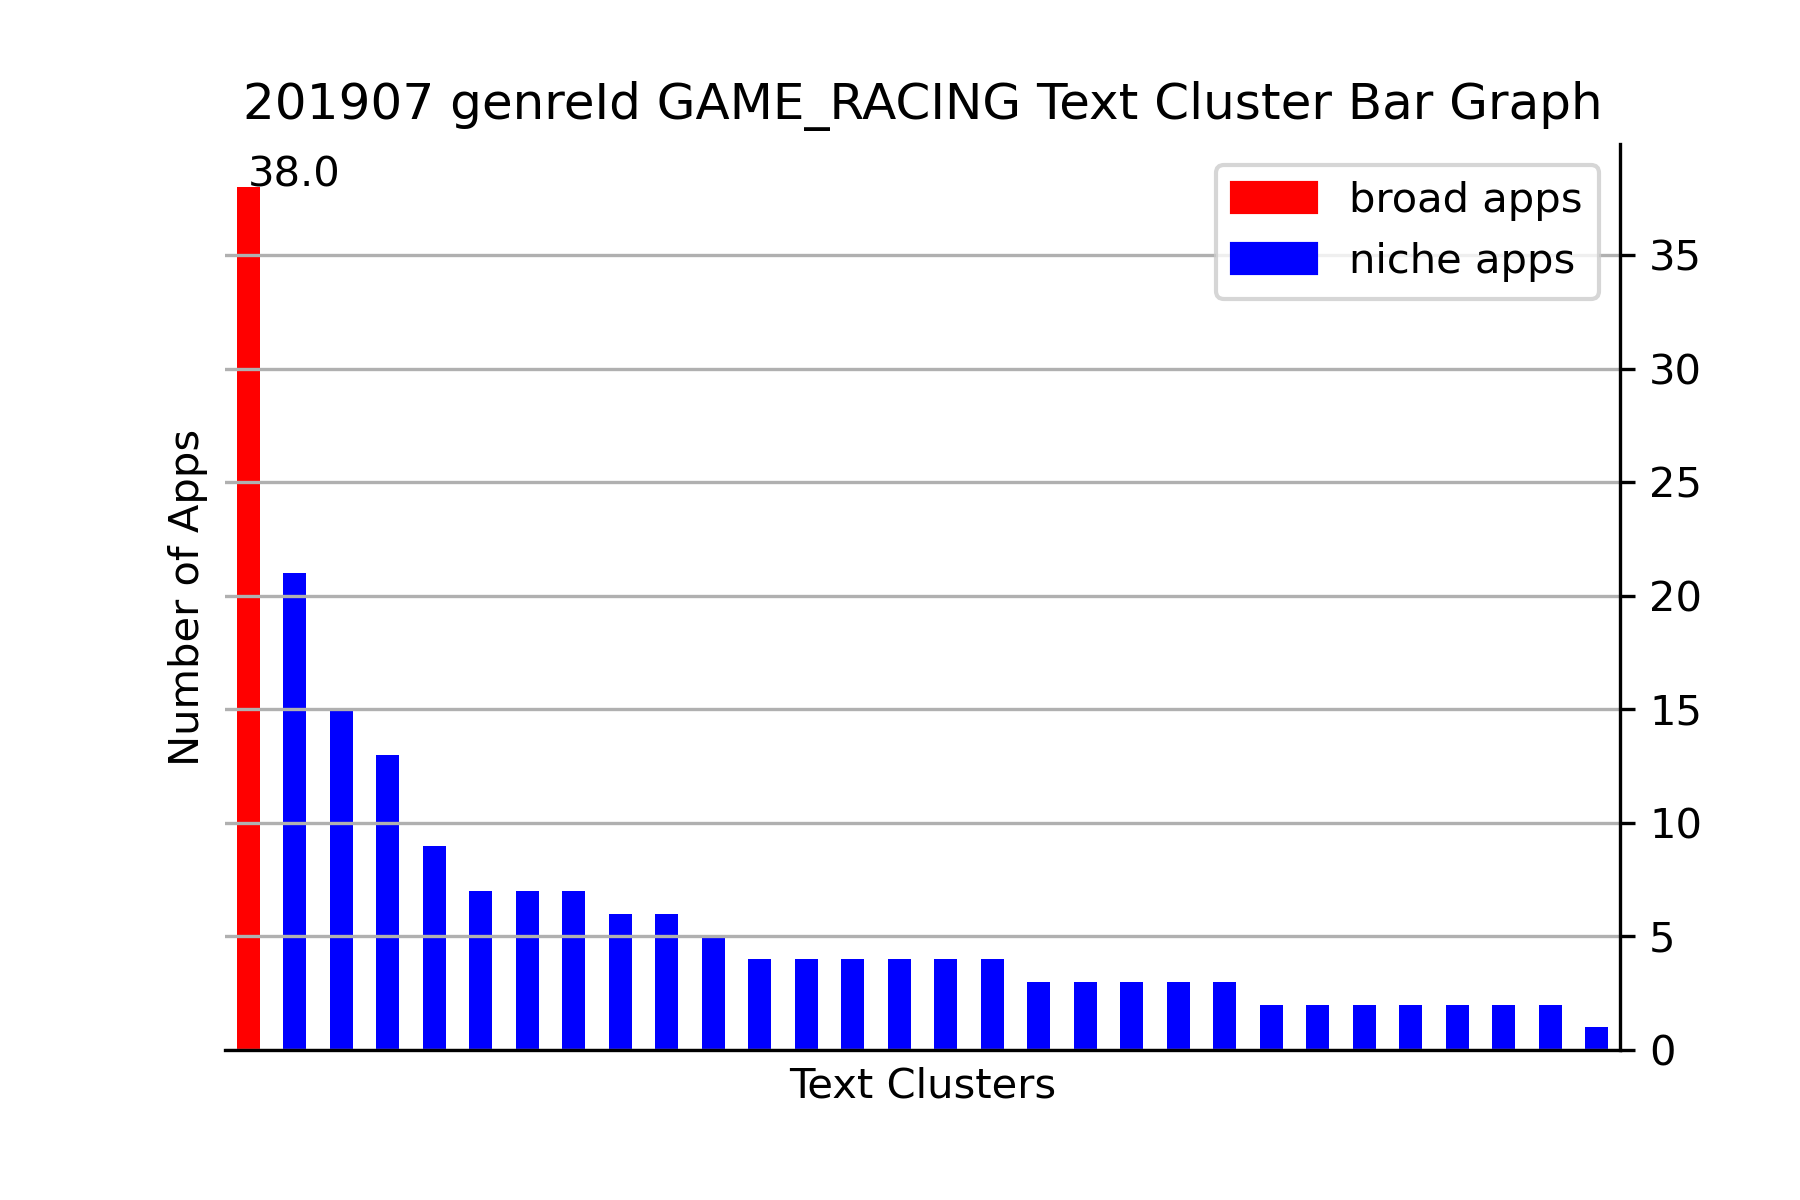 201907 genreId GAME_RACING Text Cluster Bar Graph
38.0
broad apps
niche apps
35
30
25
20
15
10
5
0
Number of Apps
Text Clusters